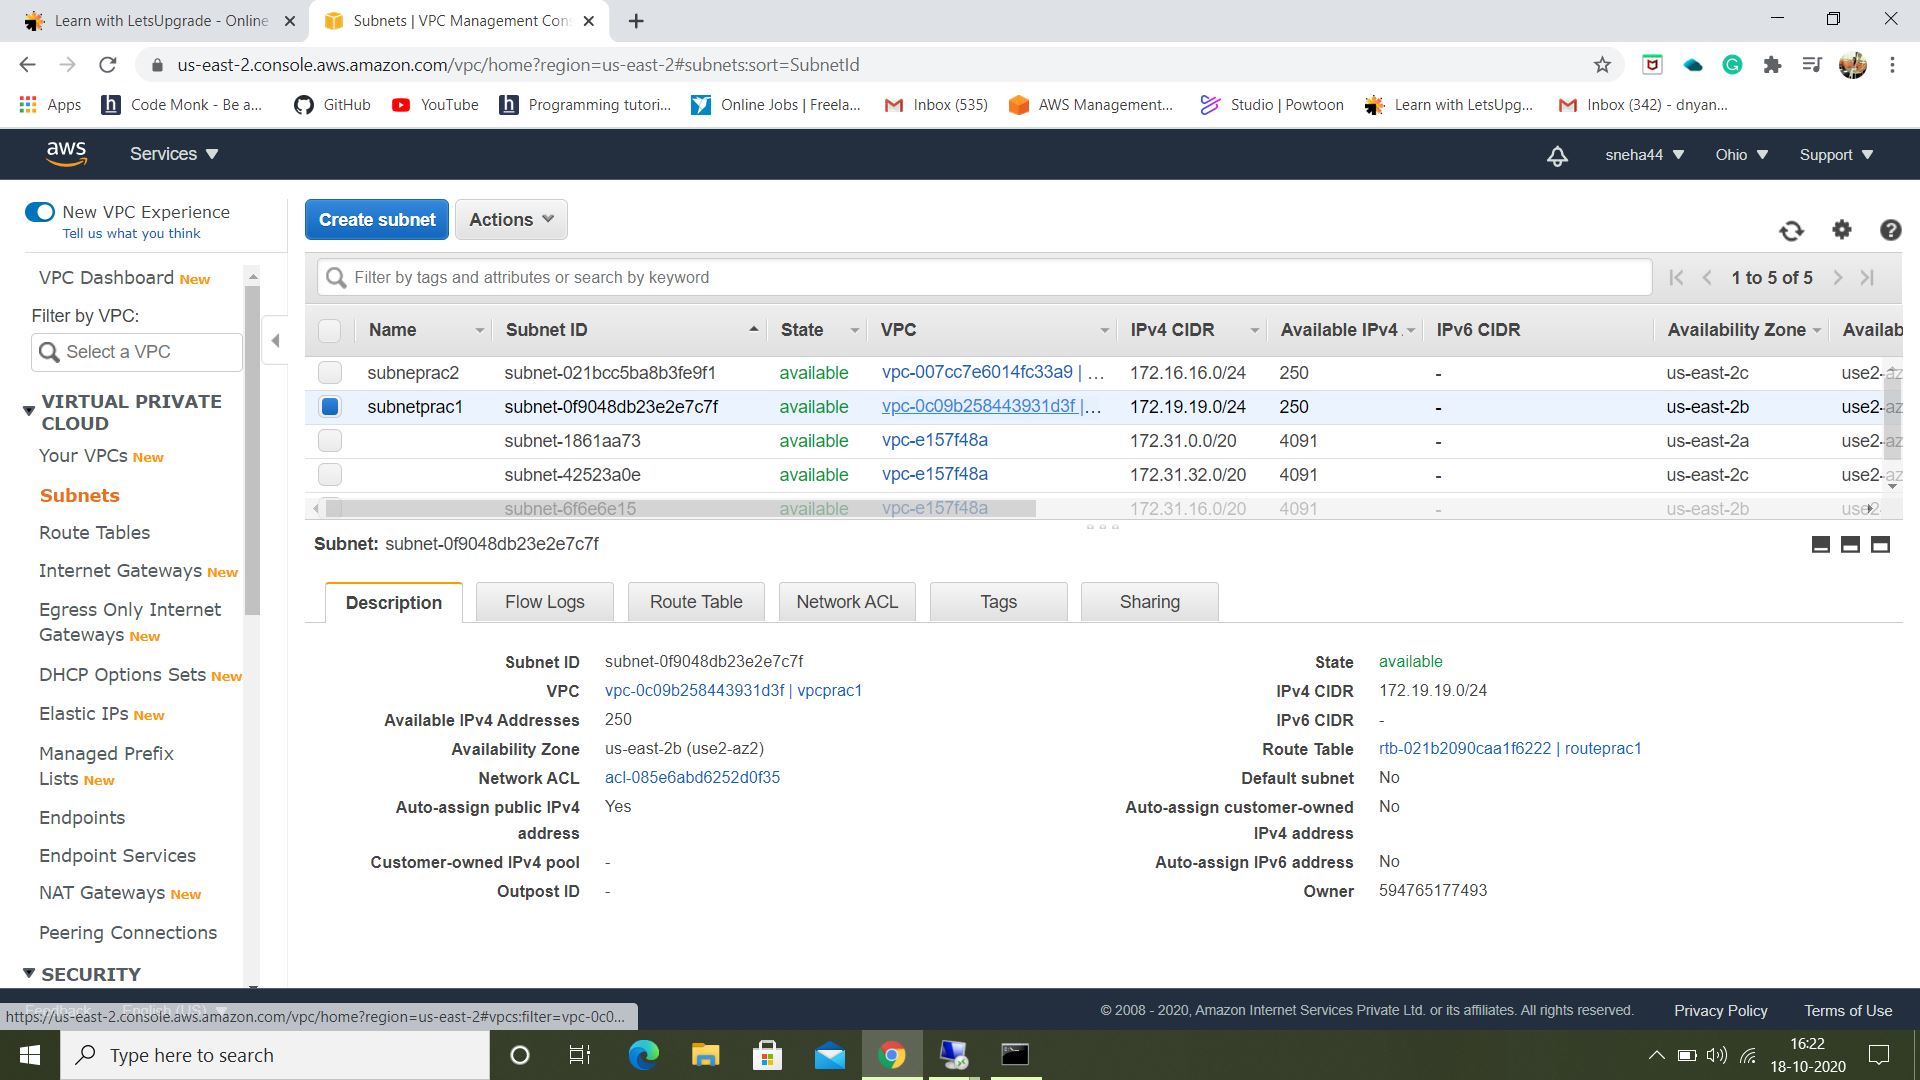 Learn with LetsUpgrade - Online
Subnets | VPC Management Con
us-east-2.console.aws.amazon.com/vpc/home?region=us-east-2#subnets:sort=SubnetId
Apps
Code Monk - Be a...
GitHub
YouTube
Programming tutori...
Online Jobs | Freela...
Inbox (535)
AWS Management...
Studio | Powtoon
Learn with LetsUpg...
Inbox (342) - dnyan...
aws
Services
sneha44
Ohio
Support
New VPC Experience
Tell us what you think
Create subnet
Actions
VPC Dashboard New
Filter by VPC:
Select a VPC
VIRTUAL PRIVATE
CLOUD
Your VPCs New
Subnets
Route Tables
Internet Gateways New
Egress Only Internet
Gateways New
DHCP Options Sets New
Elastic IPs New
Managed Prefix
Lists New
Endpoints
Endpoint Services
NAT Gateways New
Peering Connections
SECURITY
Filter by tags and attributes or search by keyword
1 to 5 of 5
Name Subnet ID State VPC IPv4 CIDR Available IPv4 IPv6 CIDR Availability Zone Availab
subneprac2 subnet-021bcc5ba8b3fe9f1 available vpc-007cc7e6014fc33a9 | ... 172.16.16.0/24 250 - us-east-2c use2-az
subnetprac1 subnet-0f9048db23e2e7c7f available vpc-0c09b258443931d3f |... 172.19.19.0/24 250 - us-east-2b use2-az
subnet-1861aa73 available vpc-e157f48a 172.31.0.0/20 4091 - us-east-2a use2-az
subnet-42523a0e available vpc-e157f48a 172.31.32.0/20 4091 - us-east-2c use2-az
subnet-6f6e6e15 available vpc-e157f48a 172.31.16.0/20 4091 - us-east-2b use2-
Subnet: subnet-0f9048db23e2e7c7f
Description
Flow Logs
Route Table
Network ACL
Tags
Sharing
Subnet ID subnet-0f9048db23e2e7c7f
VPC vpc-0c09b258443931d3f | vpcprac1
Available IPv4 Addresses 250
Availability Zone us-east-2b (use2-az2)
Network ACL acl-085e6abd6252d0f35
Auto-assign public IPv4 Yes
address
Customer-owned IPv4 pool -
Outpost ID -
State available
IPv4 CIDR 172.19.19.0/24
IPv6 CIDR -
Route Table rtb-021b2090caa1f6222 | routeprac1
Default subnet No
Auto-assign customer-owned No
IPv4 address
Auto-assign IPv6 address No
Owner 594765177493
Feedback English (US)
https://us-east-2.console.aws.amazon.com/vpc/home?region=us-east-2#vpcs:filter=vpc-0c0...
© 2008 - 2020, Amazon Internet Services Private Ltd. or its affiliates. All rights reserved.
Privacy Policy
Terms of Use
Type here to search
16:22
18-10-2020